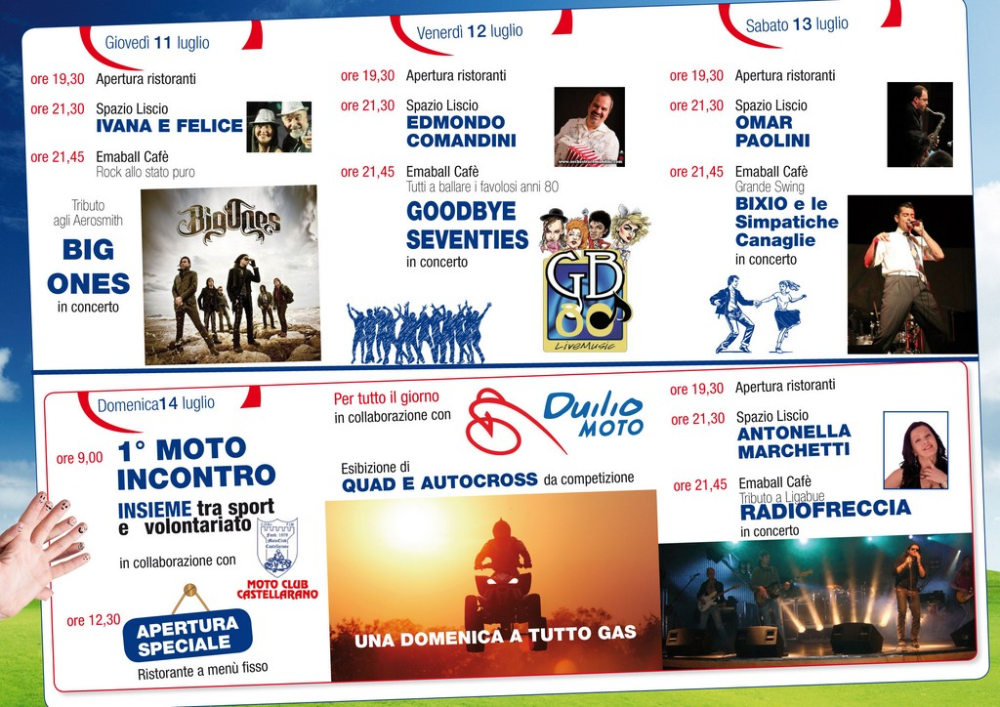 Giovedì 11 luglio
ore 19,30 Apertura ristoranti
ore 21,30 Spazio Liscio
IVANA E FELICE
ore 21,45 Emaball Cafè
Rock allo stato puro
Tributo
agli Aerosmith
BIG
ONES
in concerto
BigOnes
Venerdì 12 luglio
ore 19,30 Apertura ristoranti
ore 21,30 Spazio Liscio
EDMONDO
COMANDINI
www.orchestracomandini.com
ore 21,45 Emaball Cafè
Tutti a ballare i favolosi anni 80
GOODBYE
SEVENTIES
in concerto
GB
80s
LiveMusic
Sabato 13 luglio
ore 19,30 Apertura ristoranti
ore 21,30 Spazio Liscio
OMAR
PAOLINI
ore 21,45 Emaball Cafè
Grande Swing
BIXIO e le
Simpatiche
Canaglie
in concerto
Domenica14 luglio
ore 9,00 1° MOTO
INCONTRO
INSIEME tra sport
e volontariato
in collaborazione con
MOTO CLUB
CASTELLARANO
ore 12,30 APERTURA
SPECIALE
Ristorante a menù fisso
Per tutto il giorno
in collaborazione con
Duilio
MOTO
Esibizione di
QUAD E AUTOCROSS da competizione
UNA DOMENICA A TUTTO GAS
ore 19,30 Apertura ristoranti
ore 21,30 Spazio Liscio
ANTONELLA
MARCHETTI
ore 21,45 Emaball Cafè
Tributo a Ligabue
RADIOFRECCIA
in concerto